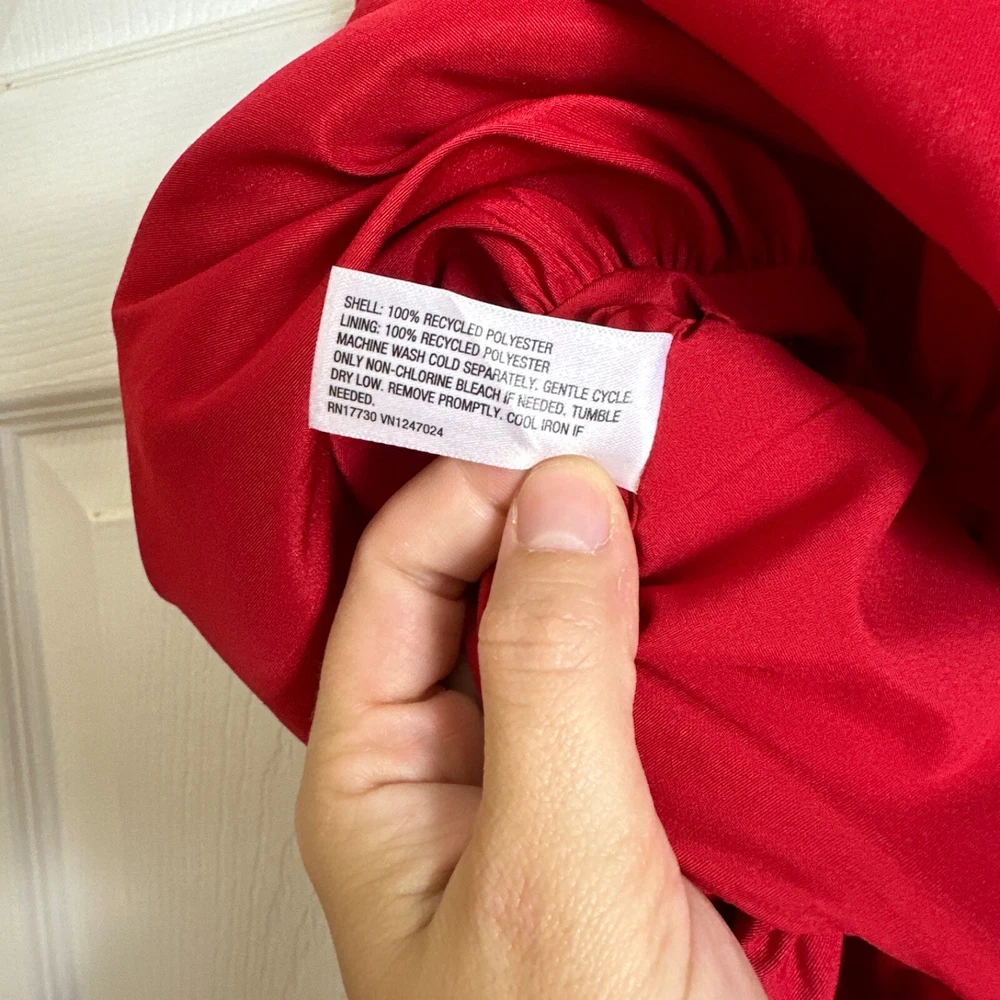 SHELL: 100% RECYCLED POLYESTER
LINING: 100% RECYCLED POLYESTER
MACHINE WASH COLD SEPARATELY. GENTLE CYCLE.
ONLY NON-CHLORINE BLEACH IF NEEDED. TUMBLE
DRY LOW. REMOVE PROMPTLY. COOL IRON IF
NEEDED.
RN17730 VN1247024